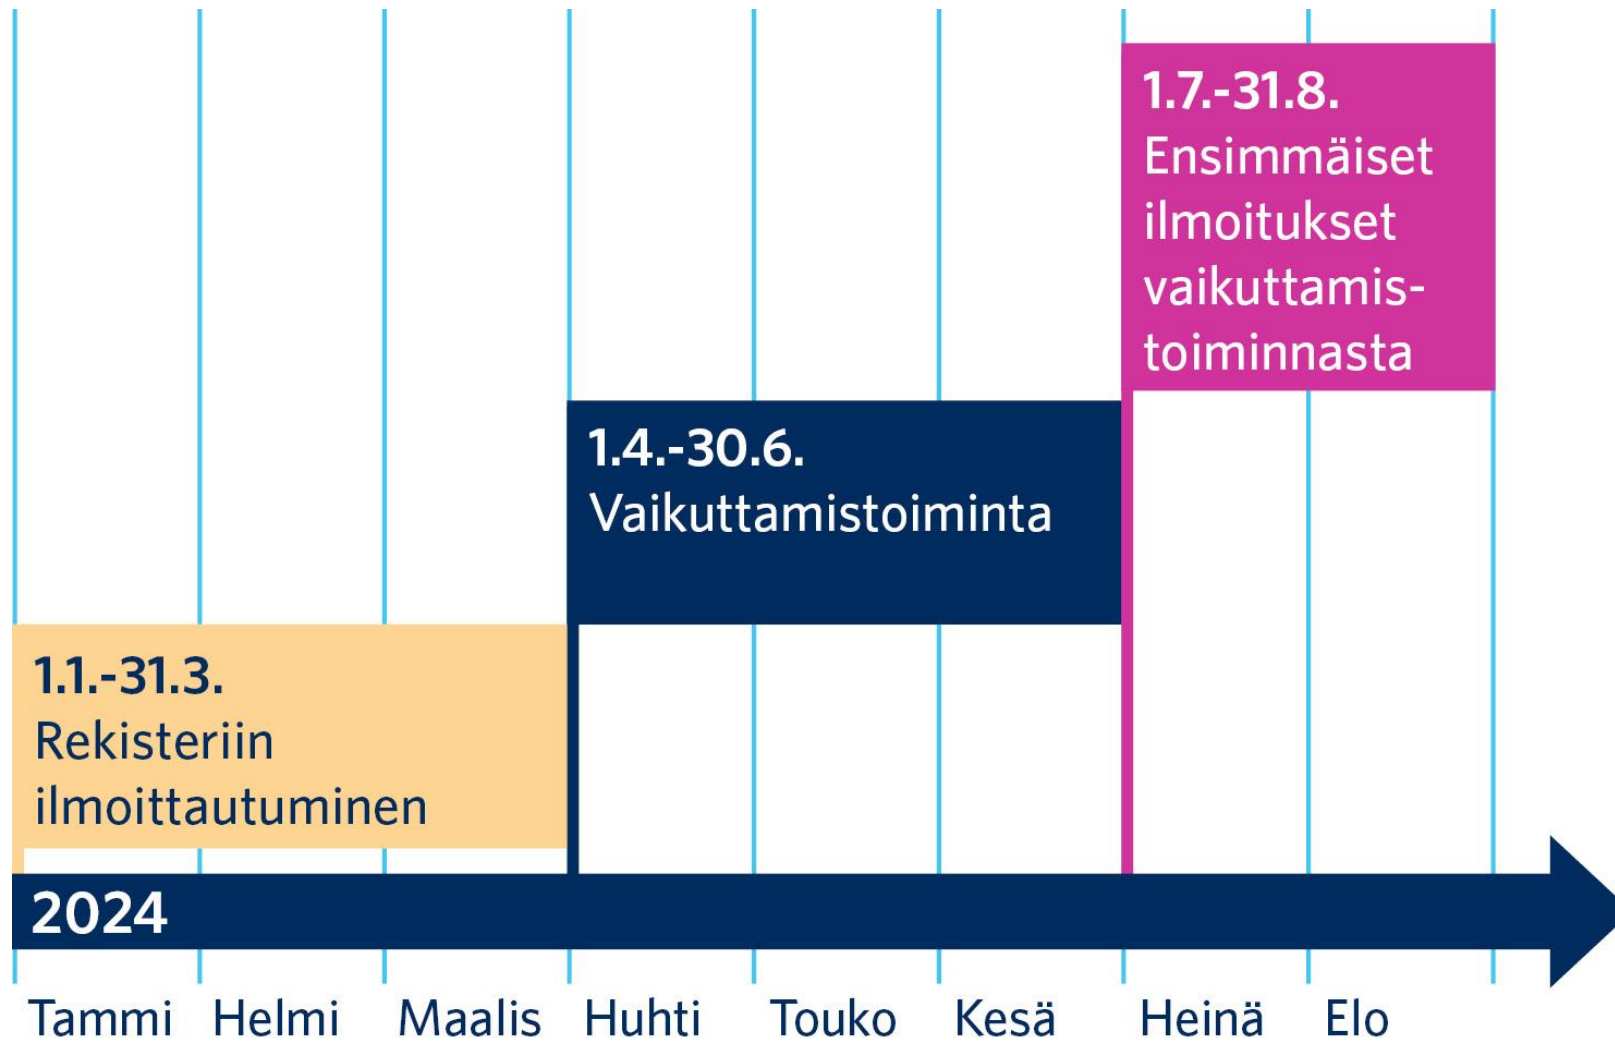 1.7.-31.8.
Ensimmäiset
ilmoitukset
vaikuttamis-
toiminnasta
1.4.-30.6.
Vaikuttamistoiminta
1.1.-31.3.
Rekisteriin
ilmoittautuminen
2024
Tammi Helmi Maalis Huhti Touko Kesä Heinä Elo